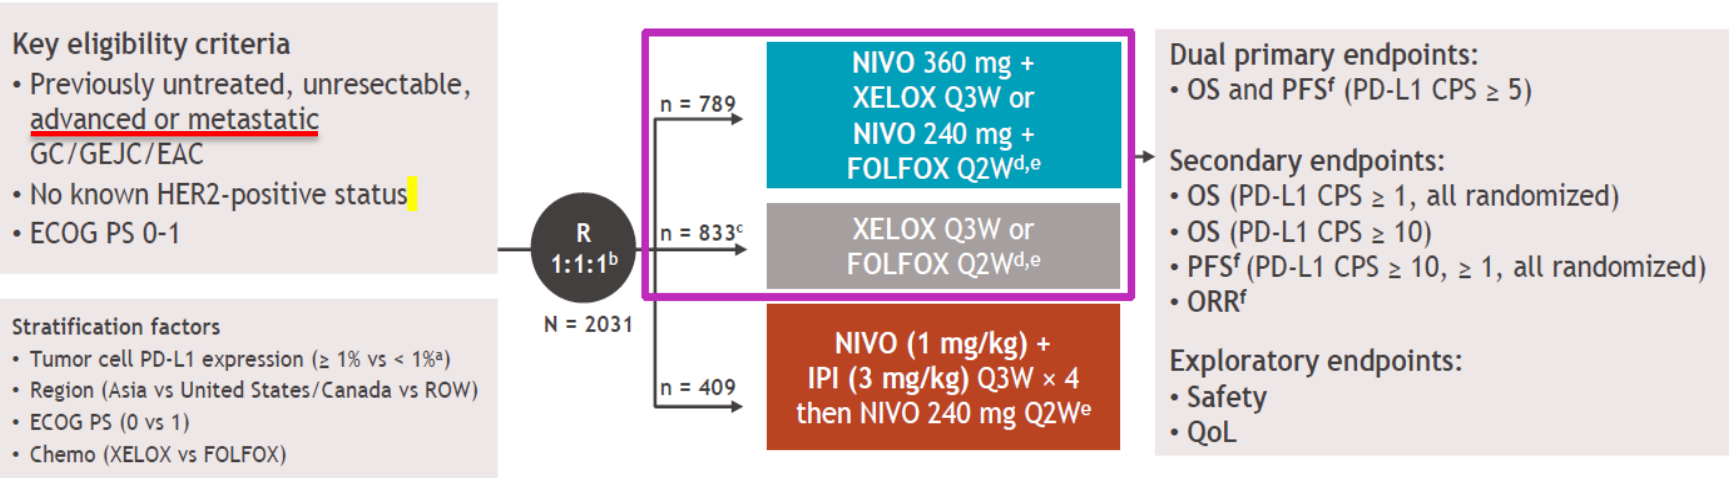 Key eligibility criteria
• Previously untreated, unresectable,
advanced or metastatic
GC/GEJC/EAC
• No known HER2-positive status
• ECOG PS 0-1
Stratification factors
• Tumor cell PD-L1 expression (≥ 1% vs < 1%ᵃ)
• Region (Asia vs United States/Canada vs ROW)
• ECOG PS (0 vs 1)
• Chemo (XELOX vs FOLFOX)
R
1:1:1ᵇ
N = 2031
n = 789
NIVO 360 mg +
XELOX Q3W or
NIVO 240 mg +
FOLFOX Q2Wᵈ,ᵉ
n = 833ᶜ
XELOX Q3W or
FOLFOX Q2Wᵈ,ᵉ
n = 409
NIVO (1 mg/kg) +
IPI (3 mg/kg) Q3W × 4
then NIVO 240 mg Q2Wᵉ
Dual primary endpoints:
• OS and PFSᶠ (PD-L1 CPS ≥ 5)
Secondary endpoints:
• OS (PD-L1 CPS ≥ 1, all randomized)
• OS (PD-L1 CPS ≥ 10)
• PFSᶠ (PD-L1 CPS ≥ 10, ≥ 1, all randomized)
• ORRᶠ
Exploratory endpoints:
• Safety
• QoL